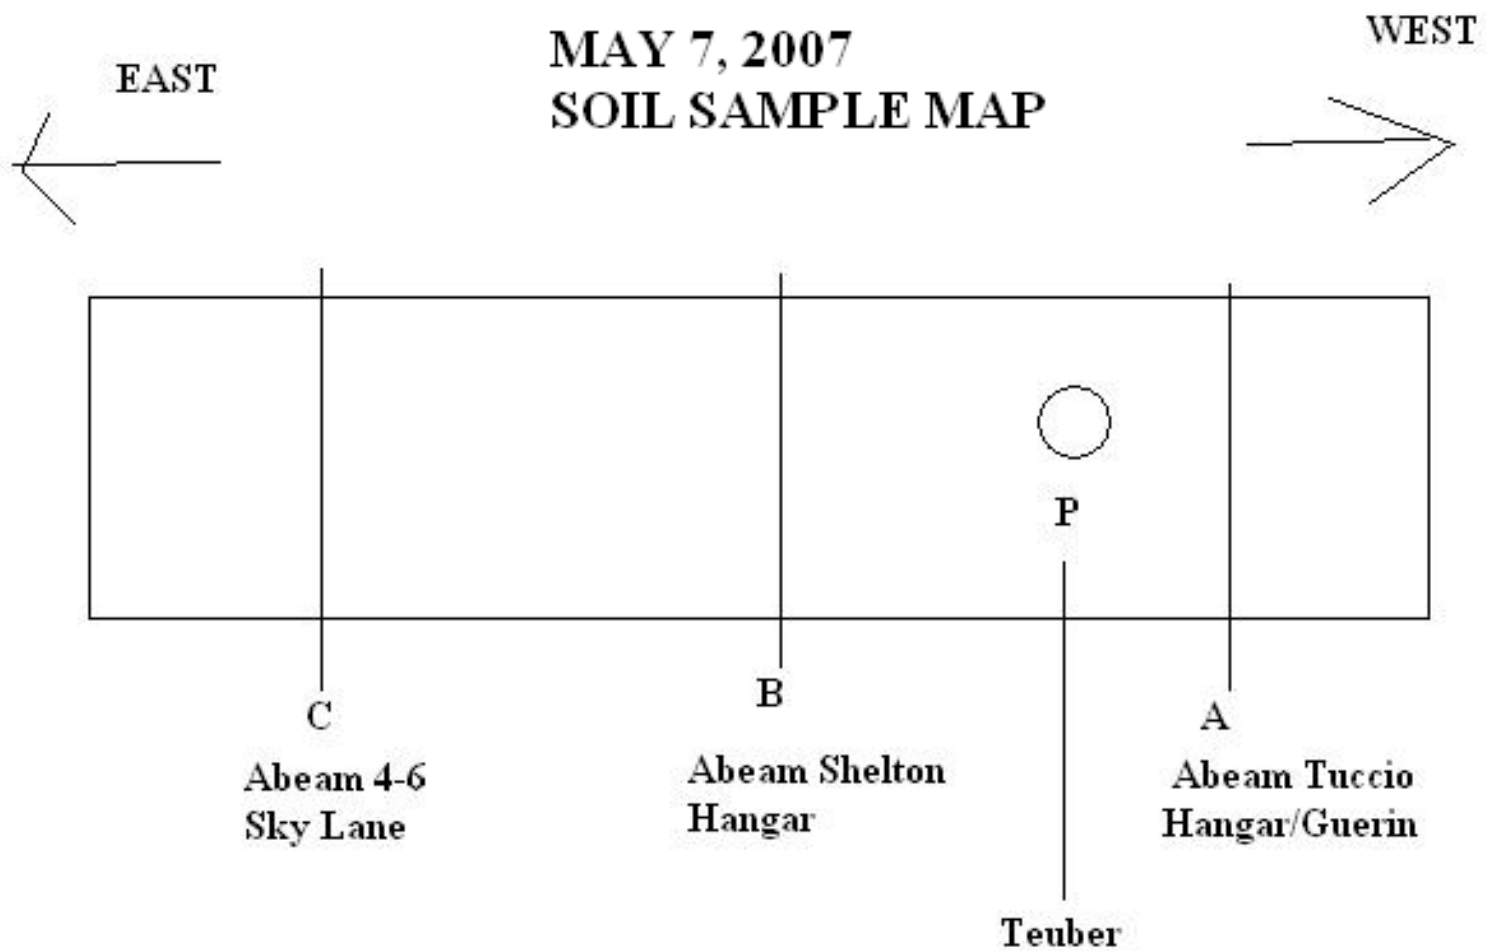 MAY 7, 2007
SOIL SAMPLE MAP
EAST
WEST
P
C
Abeam 4-6
Sky Lane
B
Abeam Shelton
Hangar
A
Abeam Tuccio
Hangar/Guerin
Teuber